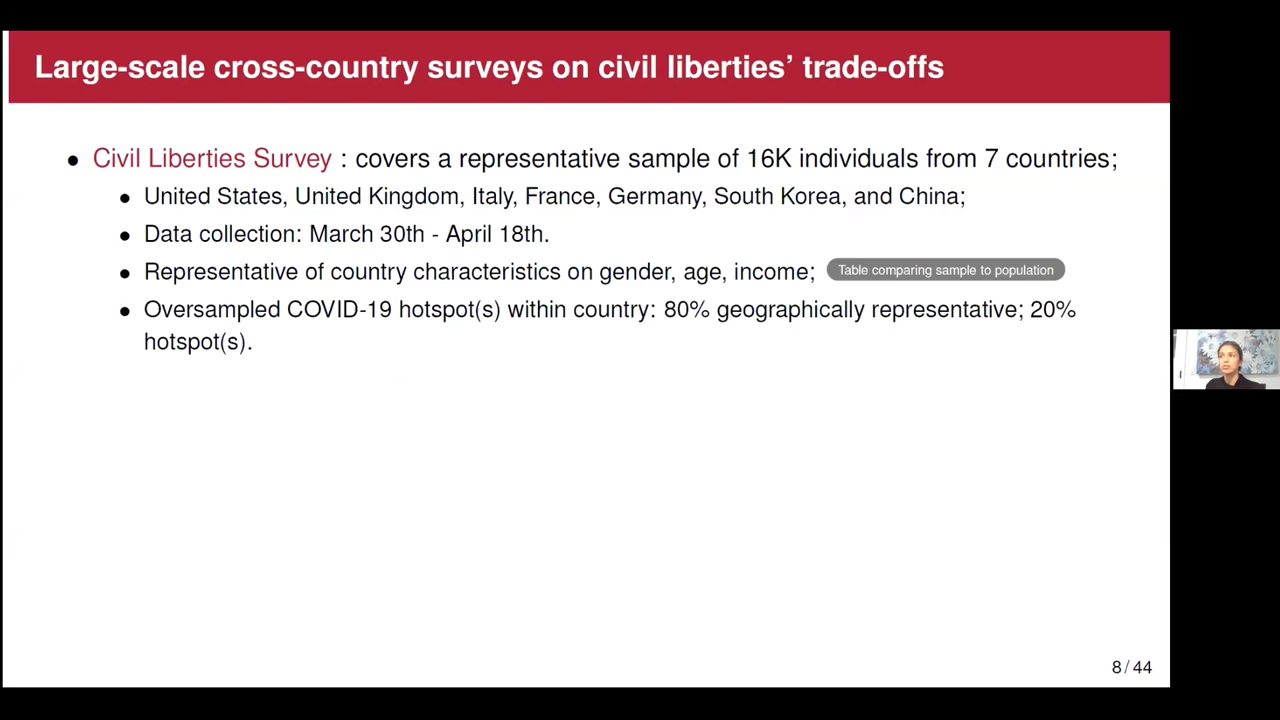 Large-scale cross-country surveys on civil liberties' trade-offs
• Civil Liberties Survey : covers a representative sample of 16K individuals from 7 countries;
• United States, United Kingdom, Italy, France, Germany, South Korea, and China;
• Data collection: March 30th - April 18th.
• Representative of country characteristics on gender, age, income; Table comparing sample to population
• Oversampled COVID-19 hotspot(s) within country: 80% geographically representative; 20%
hotspot(s).
8 / 44